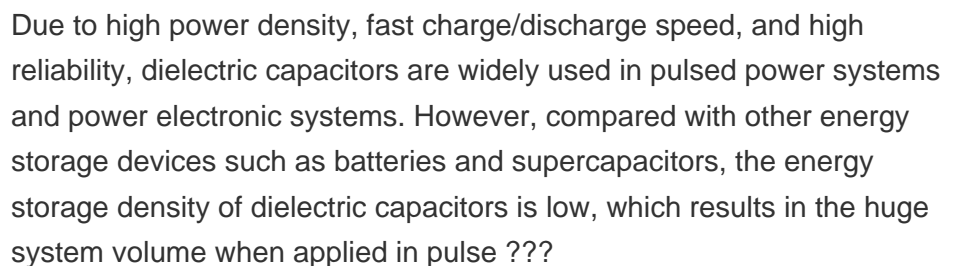 Due to high power density, fast charge/discharge speed, and high
reliability, dielectric capacitors are widely used in pulsed power systems
and power electronic systems. However, compared with other energy
storage devices such as batteries and supercapacitors, the energy
storage density of dielectric capacitors is low, which results in the huge
system volume when applied in pulse ???